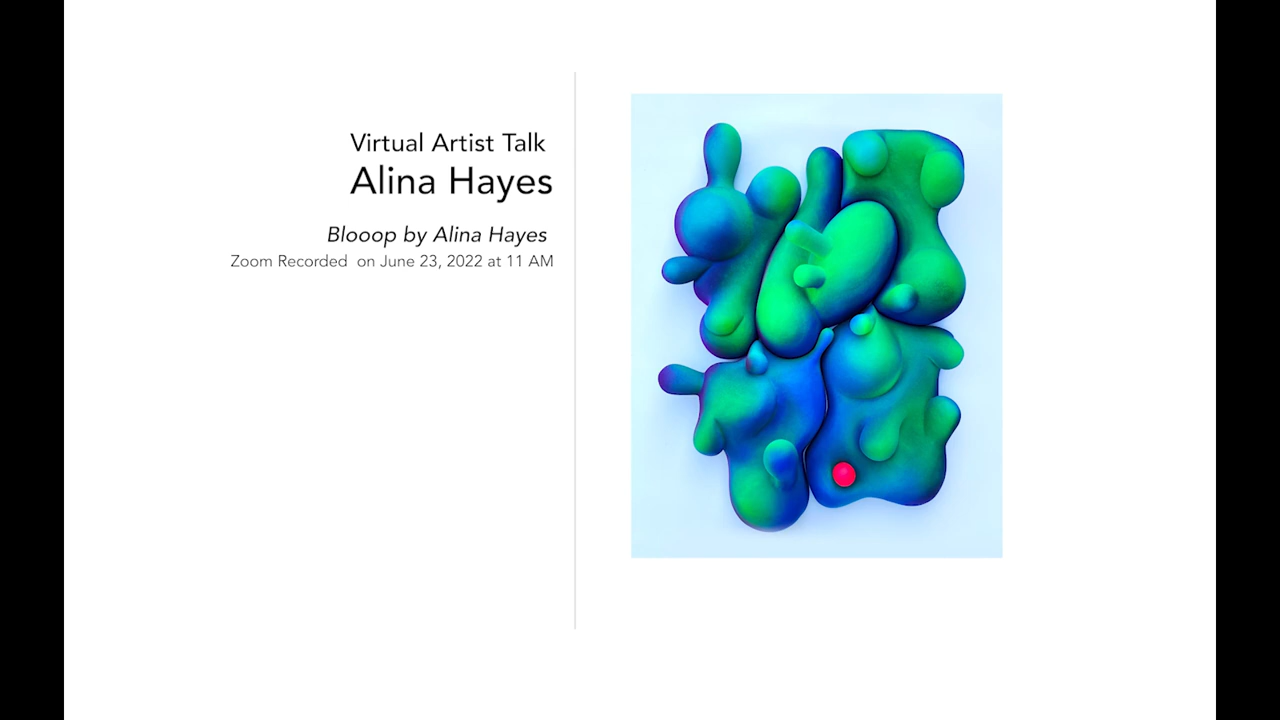 Virtual Artist Talk
Alina Hayes
Blooop by Alina Hayes
Zoom Recorded on June 23, 2022 at 11 AM